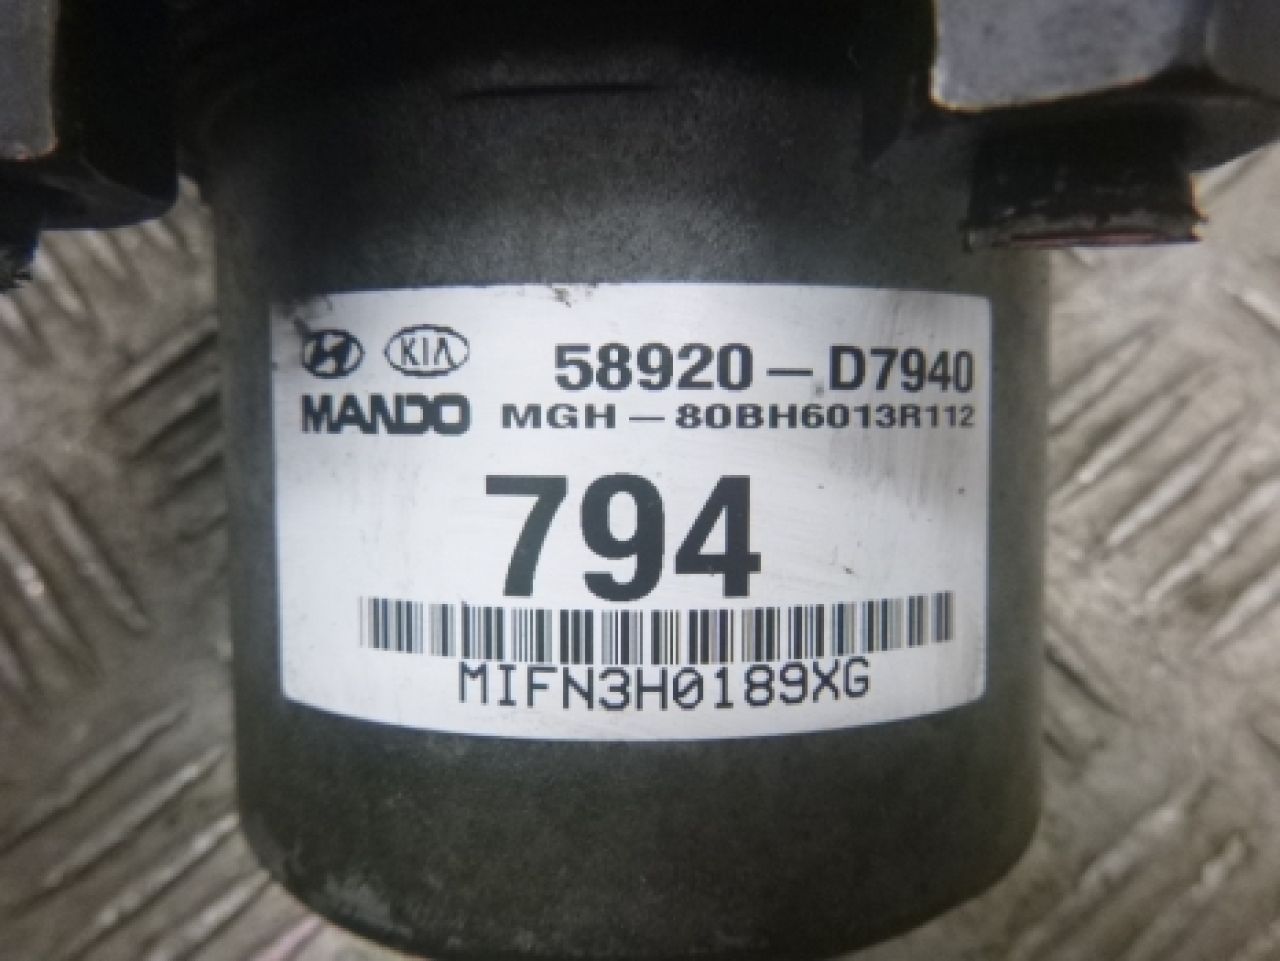 H KIA 58920-D7940
MANDO MGH-80BH6013R112
794
MIFN3H0189XG